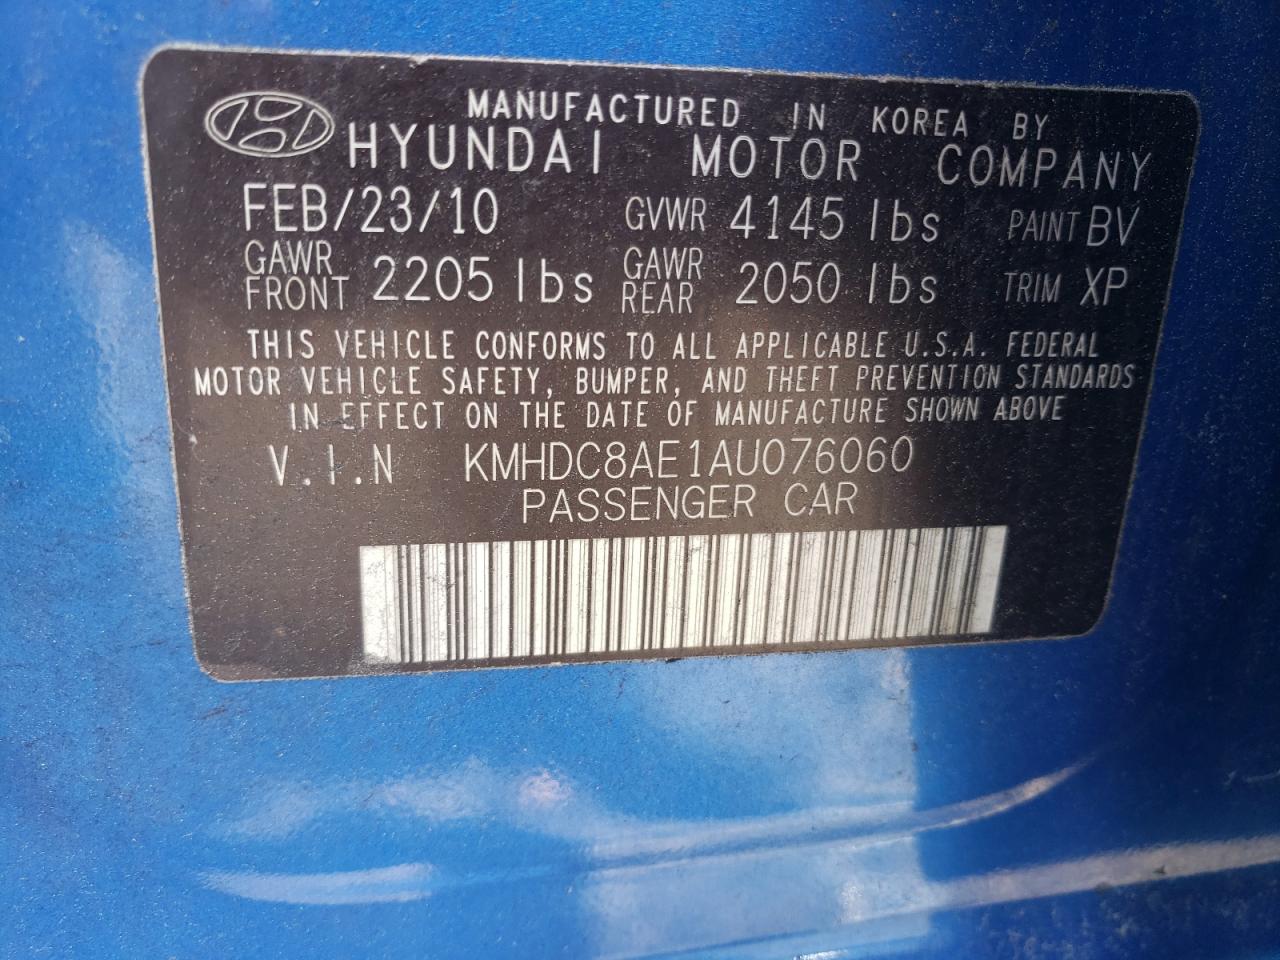 MANUFACTURED IN KOREA BY
HYUNDAI MOTOR COMPANY
FEB/23/10 GVWR 4145 lbs PAINT BV
GAWR FRONT 2205 lbs GAWR REAR 2050 lbs TRIM XP
THIS VEHICLE CONFORMS TO ALL APPLICABLE U.S.A. FEDERAL
MOTOR VEHICLE SAFETY, BUMPER, AND THEFT PREVENTION STANDARDS
IN EFFECT ON THE DATE OF MANUFACTURE SHOWN ABOVE
V.I.N KMHDC8AE1AU076060
PASSENGER CAR